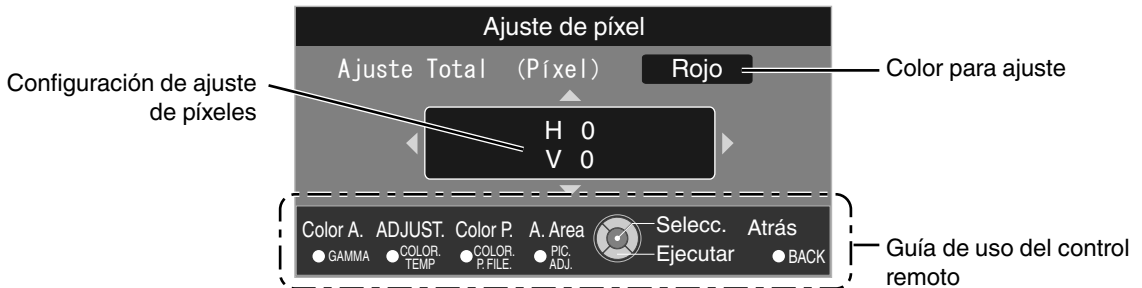 Ajuste de píxel
Ajuste Total (Píxel) Rojo
Color para ajuste
Configuración de ajuste
de píxeles
H 0
V 0
Color A. ADJUST. Color P. A. Area Selecc. Atrás
GAMMA COLOR. TEMP COLOR. P. FILE. PIC. ADJ. Ejecutar BACK
Guía de uso del control
remoto